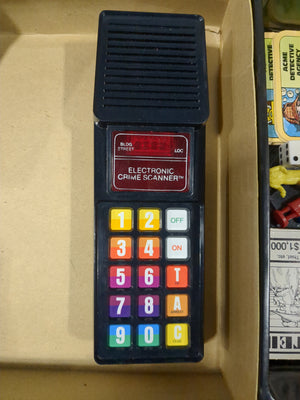 BLDG
STREET
LOC
ELECTRONIC
CRIME SCANNER™
1 2 OFF
3 4 ON
5 6 T
7 8 A
9 0 C
ACME
DETECTIVE
AGENCY
DETECTIVE
$1,000